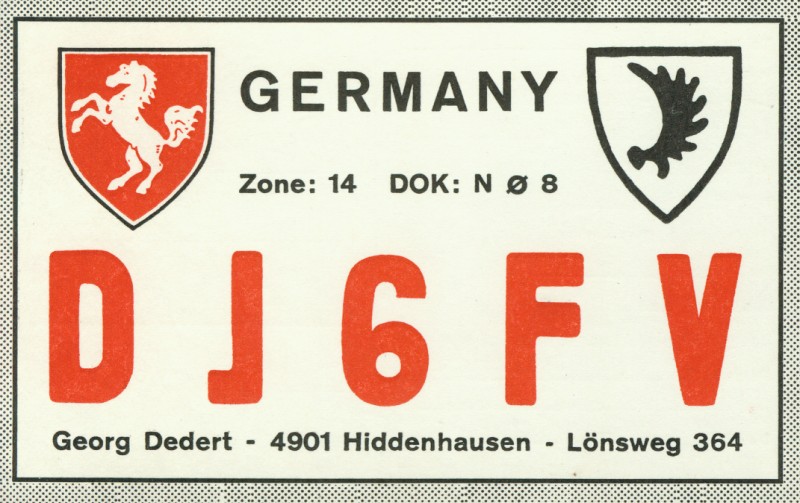 GERMANY
Zone: 14 DOK: N Ø 8
DJ6FV
Georg Dedert - 4901 Hiddenhausen - Lönsweg 364